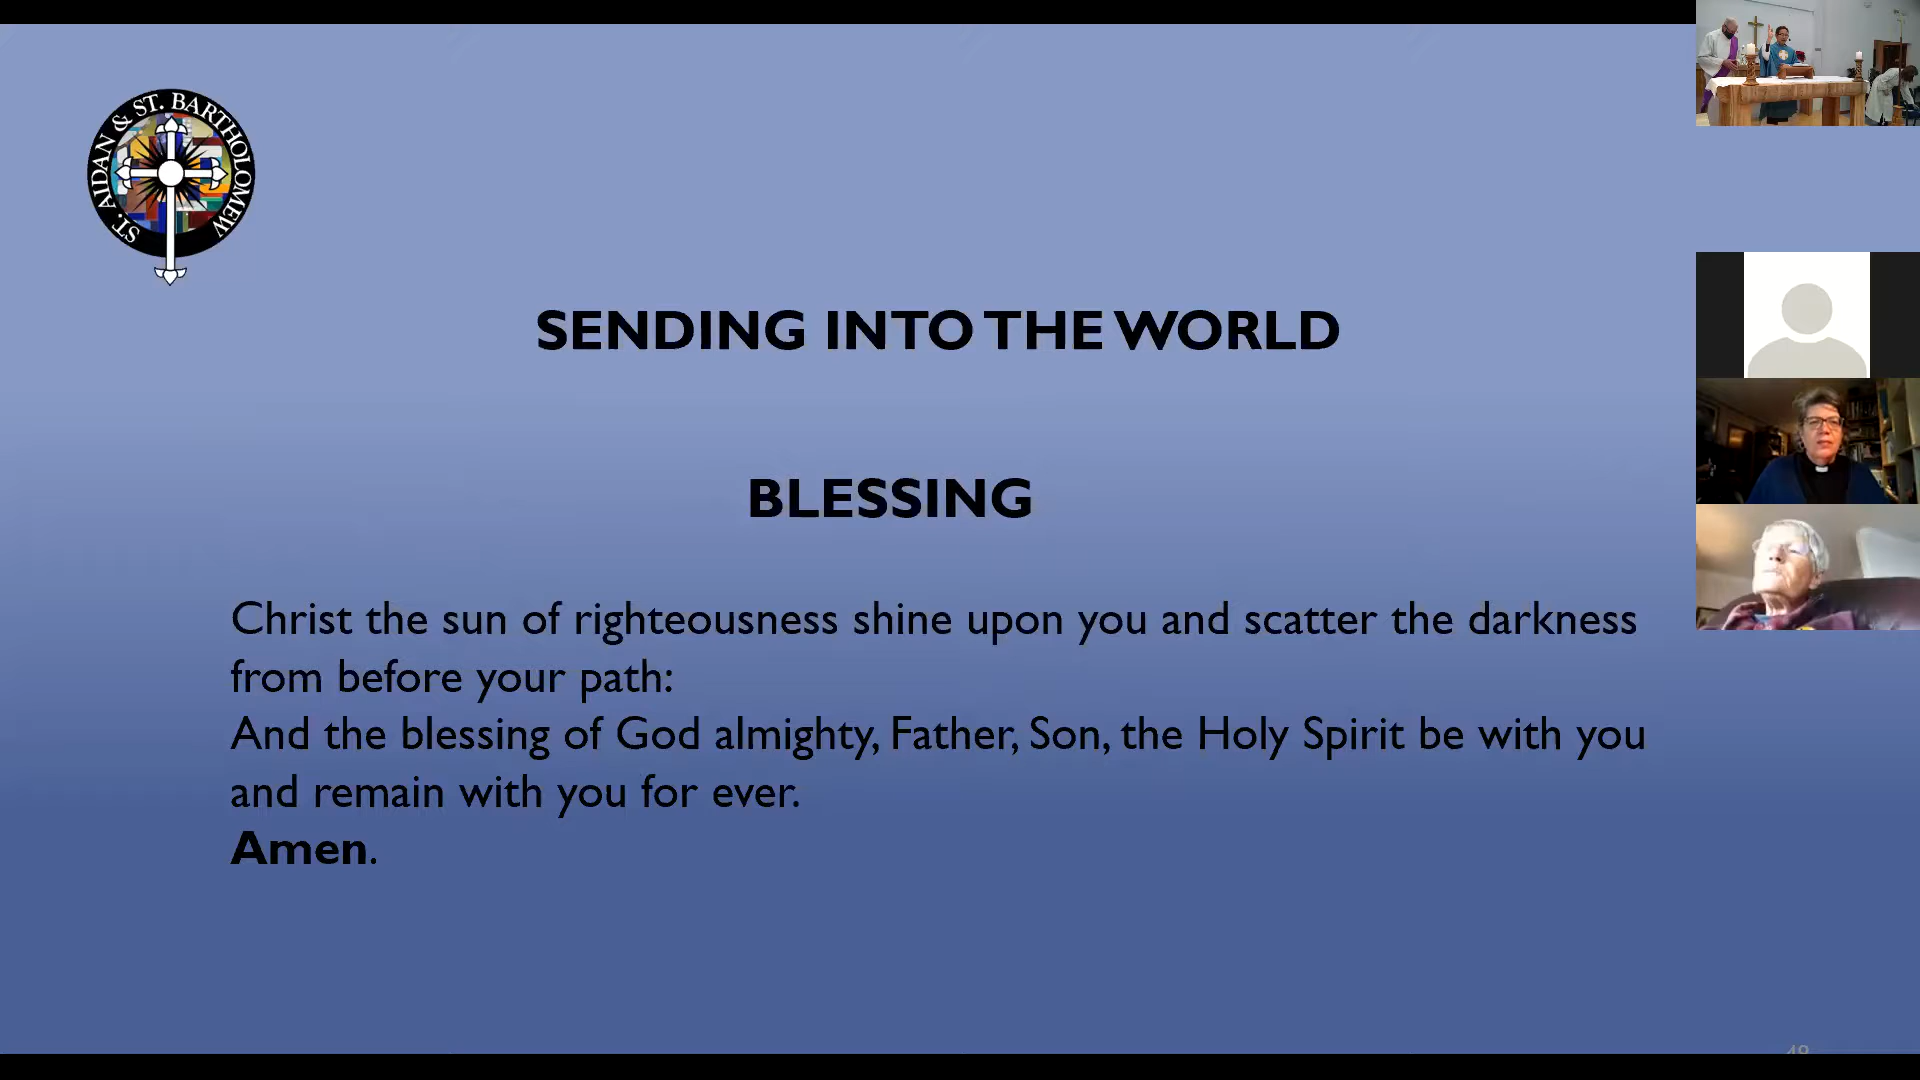 ST. AIDAN & ST. BARTHOLOMEW
SENDING INTO THE WORLD
BLESSING
Christ the sun of righteousness shine upon you and scatter the darkness
from before your path:
And the blessing of God almighty, Father, Son, the Holy Spirit be with you
and remain with you for ever.
Amen.